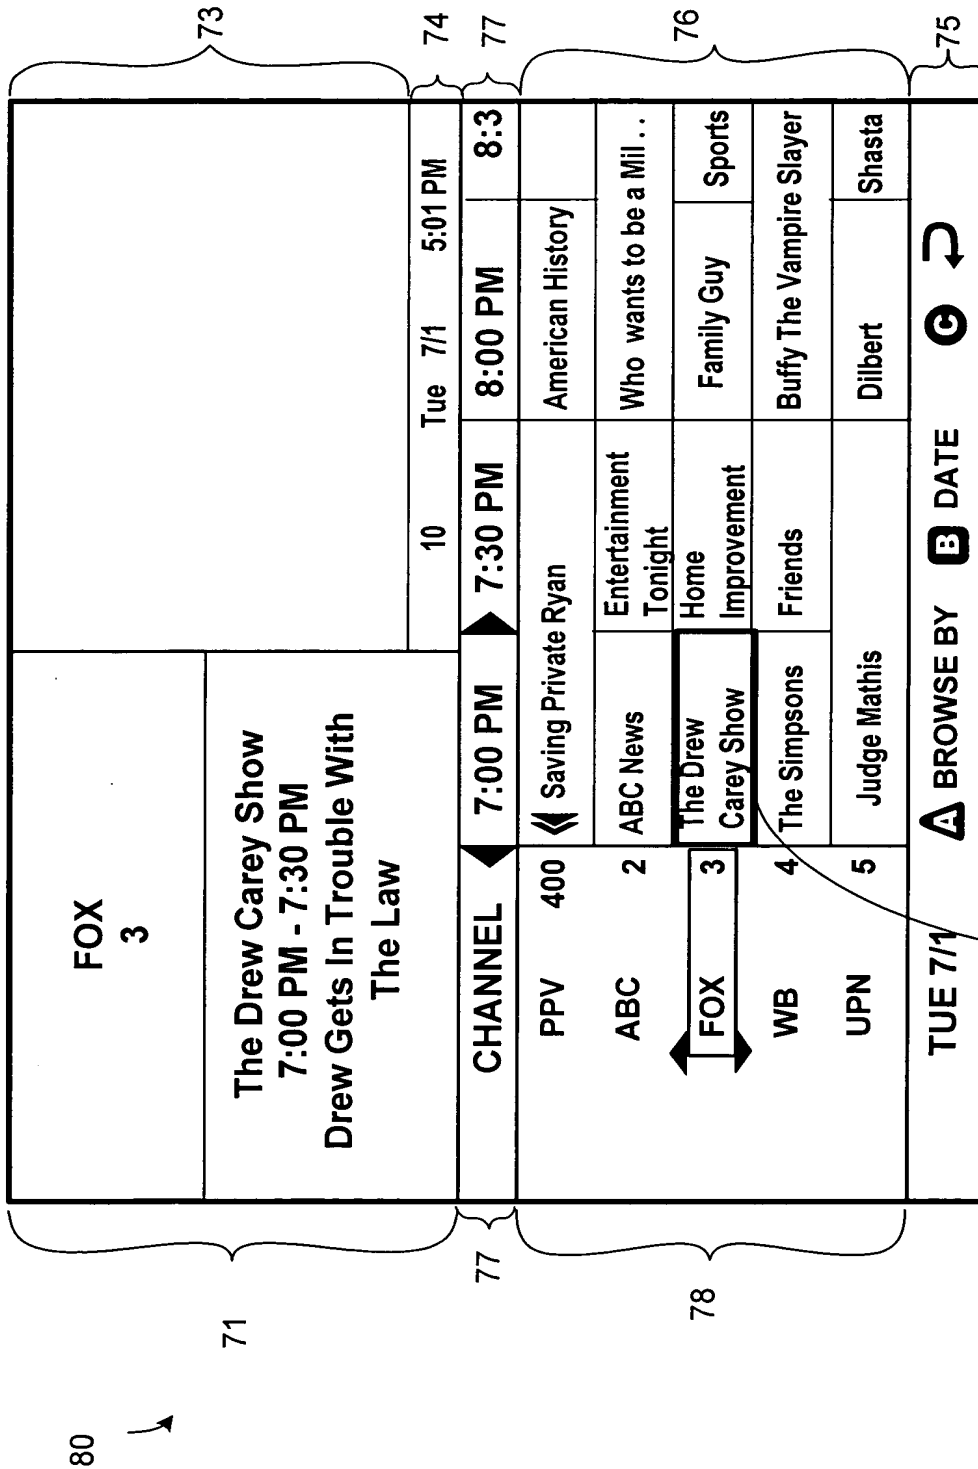 80
71
73
FOX
3
The Drew Carey Show
7:00 PM - 7:30 PM
Drew Gets In Trouble With
The Law
10 Tue 7/1 5:01 PM
74
77
CHANNEL 7:00 PM 7:30 PM 8:00 PM 8:3
77
78
76
PPV 400 Saving Private Ryan American History
ABC 2 ABC News Entertainment Tonight Who wants to be a Mil . .
FOX 3 The Drew Carey Show Home Improvement Family Guy Sports
WB 4 The Simpsons Friends Buffy The Vampire Slayer
UPN 5 Judge Mathis Dilbert Shasta
TUE 7/1 A BROWSE BY B DATE C
75